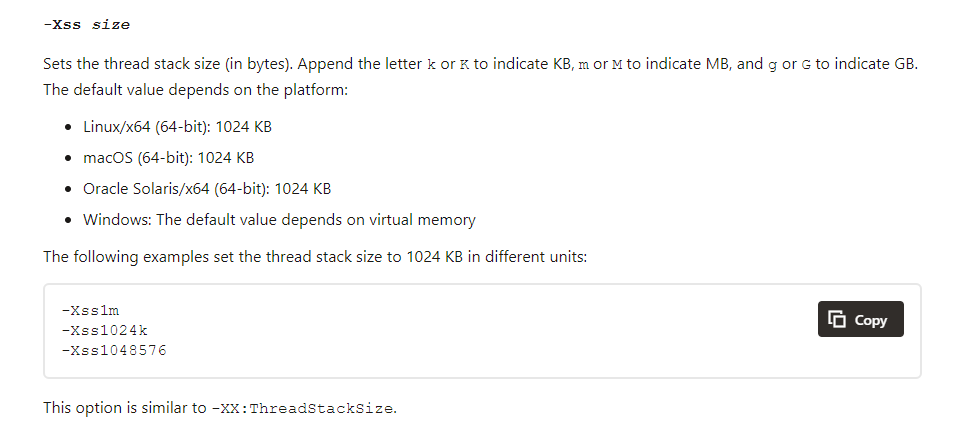 -Xss size
Sets the thread stack size (in bytes). Append the letter k or K to indicate KB, m or M to indicate MB, and g or G to indicate GB.
The default value depends on the platform:
• Linux/x64 (64-bit): 1024 KB
• macOS (64-bit): 1024 KB
• Oracle Solaris/x64 (64-bit): 1024 KB
• Windows: The default value depends on virtual memory
The following examples set the thread stack size to 1024 KB in different units:
-Xss1m
-Xss1024k
-Xss1048576
Copy
This option is similar to -XX:ThreadStackSize.